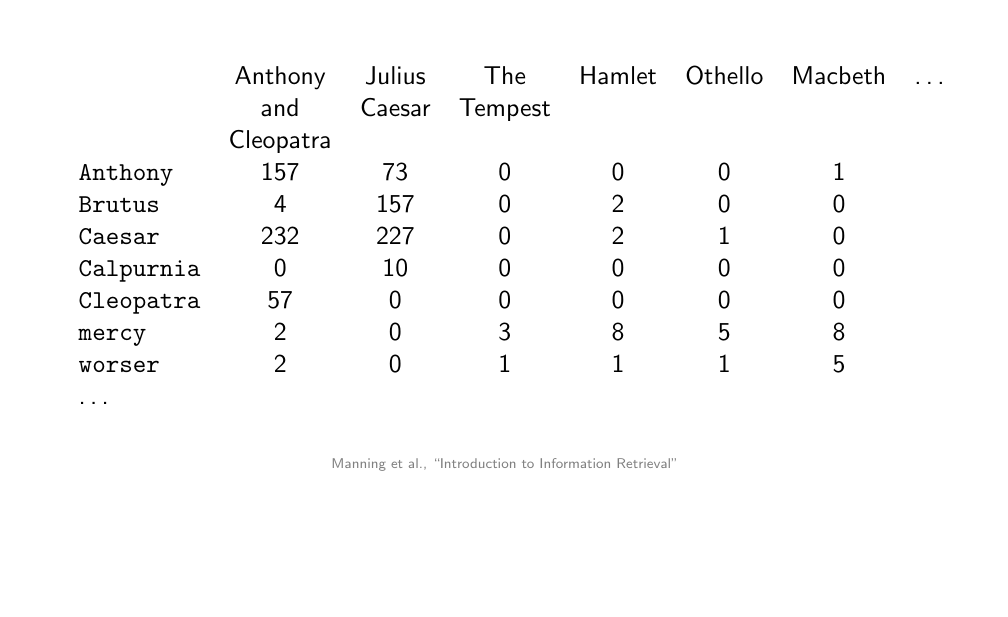 Anthony Julius The Hamlet Othello Macbeth ...
and Caesar Tempest
Cleopatra
Anthony 157 73 0 0 0 1
Brutus 4 157 0 2 0 0
Caesar 232 227 0 2 1 0
Calpurnia 0 10 0 0 0 0
Cleopatra 57 0 0 0 0 0
mercy 2 0 3 8 5 8
worser 2 0 1 1 1 5
...
Manning et al., “Introduction to Information Retrieval”